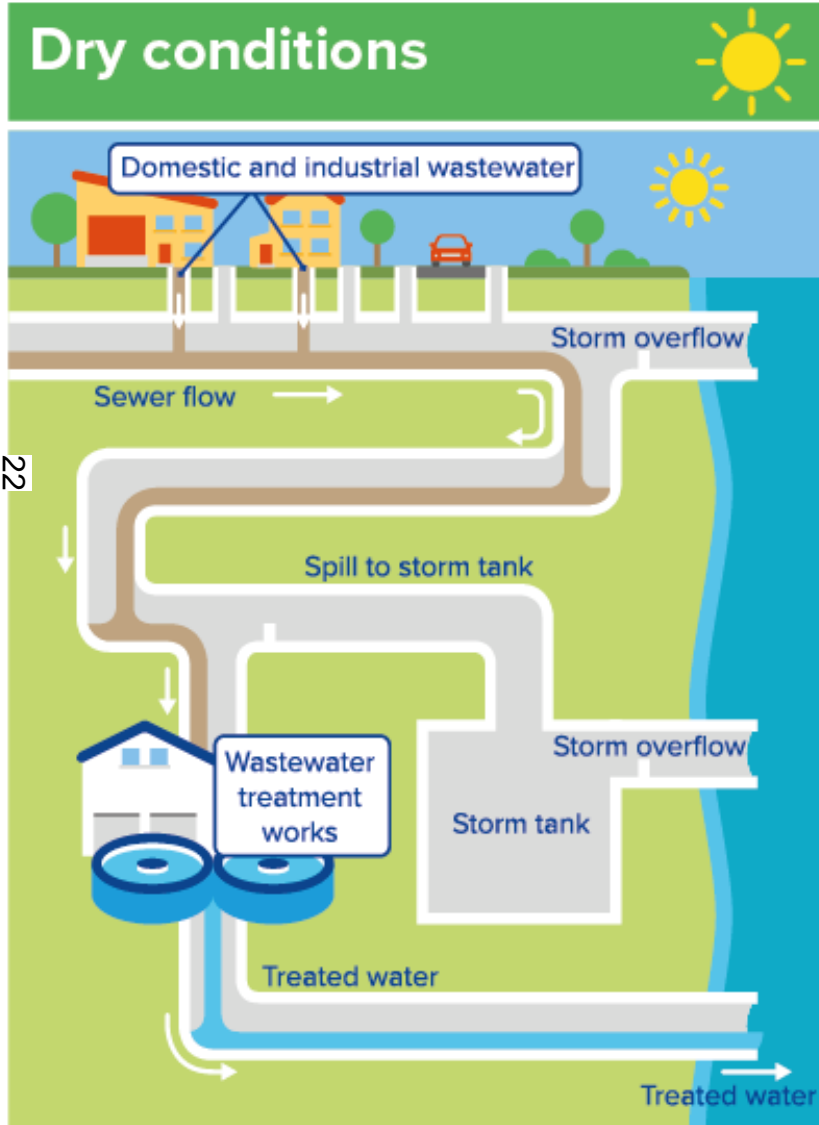 Dry conditions
Domestic and industrial wastewater
Storm overflow
Sewer flow
22
Spill to storm tank
Storm overflow
Wastewater
treatment
works
Storm tank
Treated water
Treated water